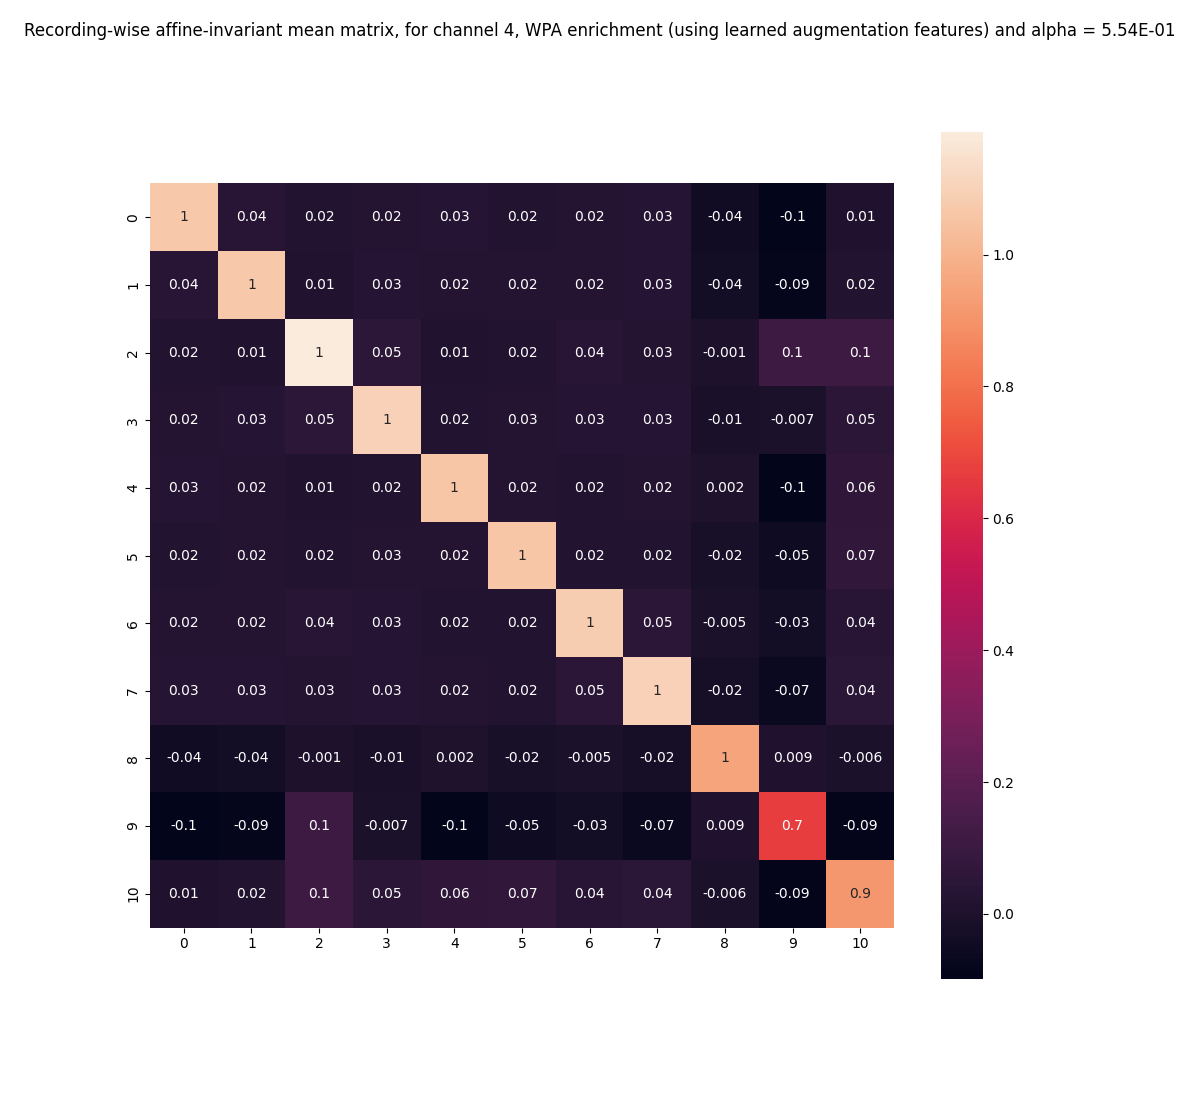 Recording-wise affine-invariant mean matrix, for channel 4, WPA enrichment (using learned augmentation features) and alpha = 5.54E-01
0 1 0.04 0.02 0.02 0.03 0.02 0.02 0.03 -0.04 -0.1 0.01
1 0.04 1 0.01 0.03 0.02 0.02 0.02 0.03 -0.04 -0.09 0.02
2 0.02 0.01 1 0.05 0.01 0.02 0.04 0.03 -0.001 0.1 0.1
3 0.02 0.03 0.05 1 0.02 0.03 0.03 0.03 -0.01 -0.007 0.05
4 0.03 0.02 0.01 0.02 1 0.02 0.02 0.02 0.002 -0.1 0.06
5 0.02 0.02 0.02 0.03 0.02 1 0.02 0.02 -0.02 -0.05 0.07
6 0.02 0.02 0.04 0.03 0.02 0.02 1 0.05 -0.005 -0.03 0.04
7 0.03 0.03 0.03 0.03 0.02 0.02 0.05 1 -0.02 -0.07 0.04
8 -0.04 -0.04 -0.001 -0.01 0.002 -0.02 -0.005 -0.02 1 0.009 -0.006
9 -0.1 -0.09 0.1 -0.007 -0.1 -0.05 -0.03 -0.07 0.009 0.7 -0.09
10 0.01 0.02 0.1 0.05 0.06 0.07 0.04 0.04 -0.006 -0.09 0.9
0 1 2 3 4 5 6 7 8 9 10
1.0
0.8
0.6
0.4
0.2
0.0